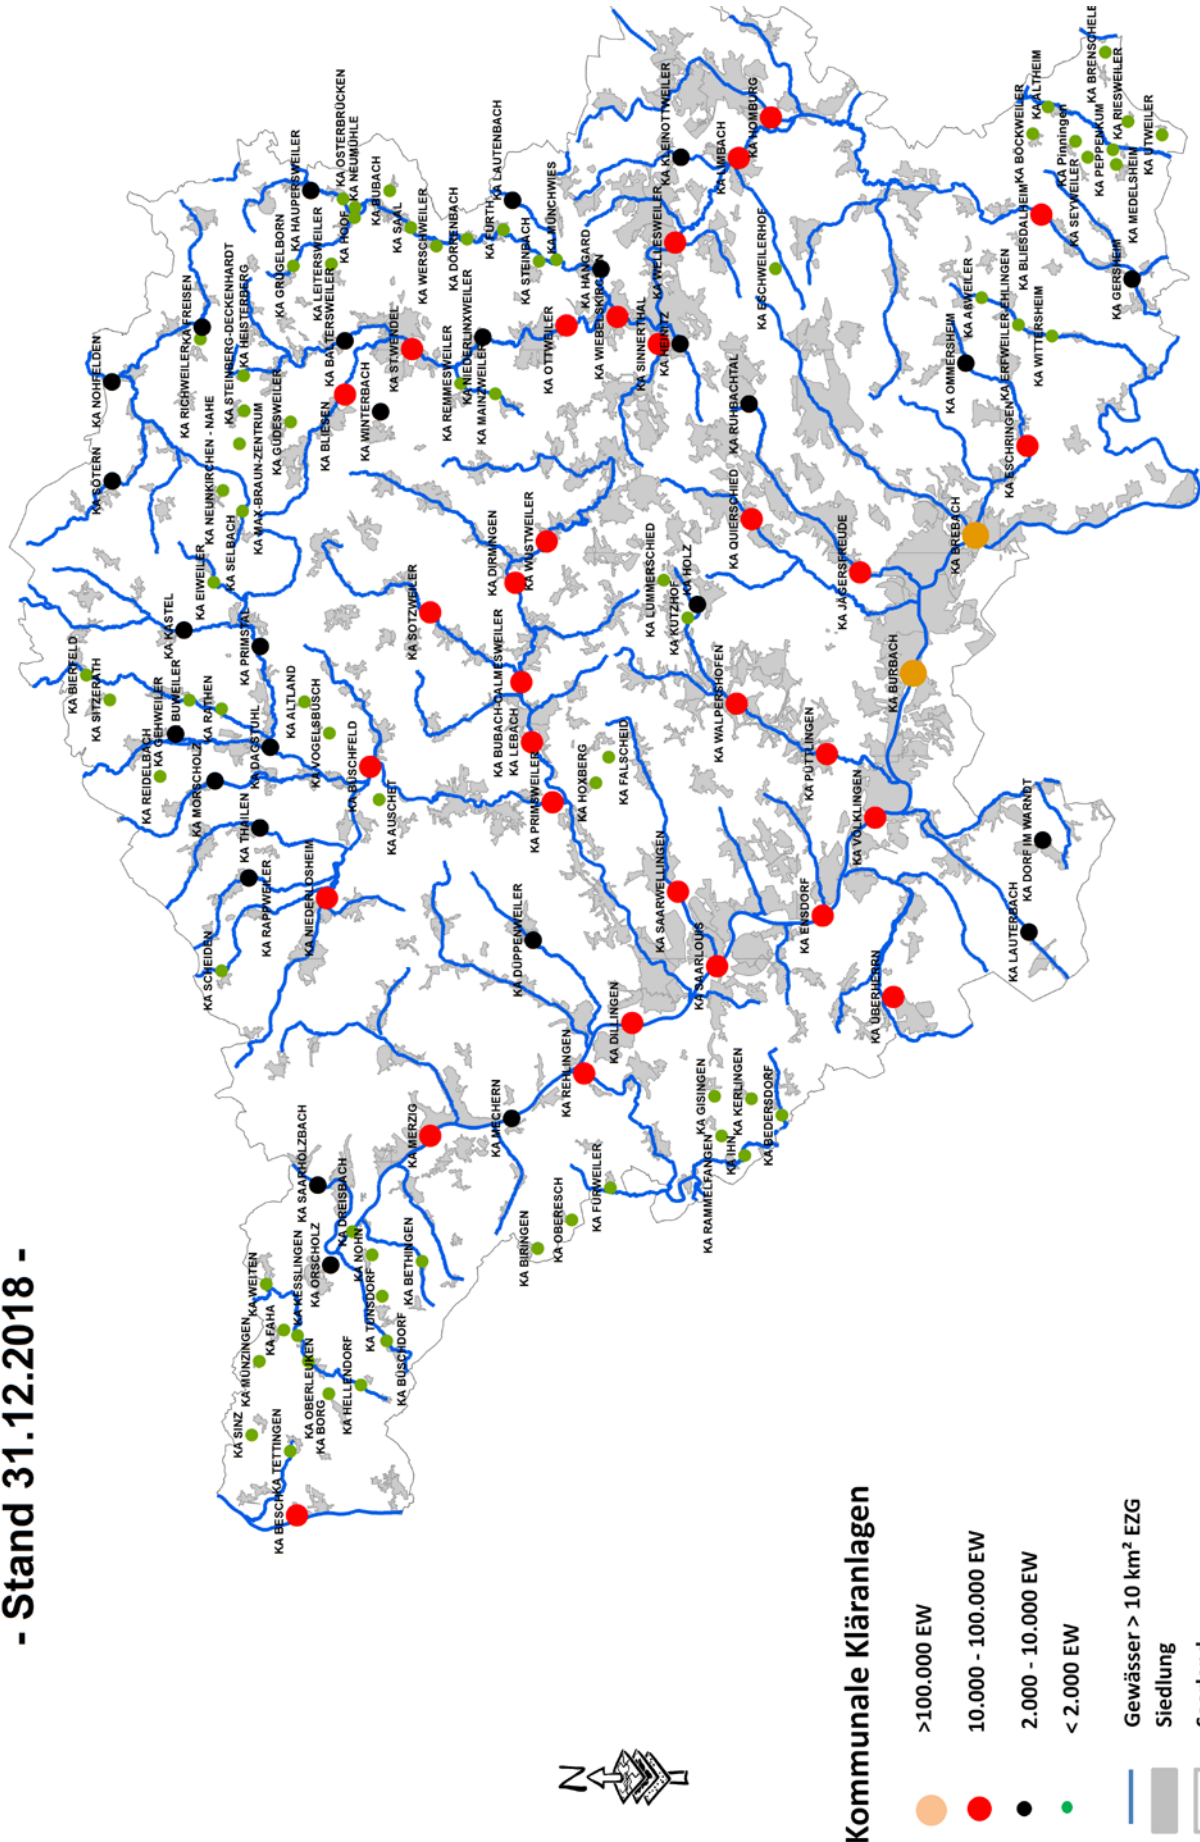 - Stand 31.12.2018 -
KA BIERFELD
KA SITZERATH
KA GEHWEILER
KA REIDELBACH
BUWEILER
KA RATHEN
KA MORSCHOLZ
KA KASTEL
KA EIWEILER
KA SELBACH
KA PRIMSTAL
KA DAGSTUHL
KA ALTLAND
KA VOGELSBÜSCH
KA BÜSCHFELD
KA AUSCHET
KA THAILEN
KA RAPPWEILER
KA NIEDERLOSHEIM
KA SCHEIDEN
KA SÖTERN
KA NOHFELDEN
KA RICHWEILER
KA FREISEN
KA NEUNKIRCHEN - NAHE
KA STEINBERG-DECKENHARDT
KA HEISTERBERG
KA MAX-BRAUN-ZENTRUM
KA GÜDESWEILER
KA GRÜGELBORN
KA HAUPERSWEILER
KA LEITERSWEILER
KA HOOF
KA OSTERBRÜCKEN
KA NEUMÜHLE
KA BUBACH
KA SAAL
KA BALTERSWEILER
KA BLIESEN
KA WINTERBACH
KA ST.WENDEL
KA WERSCHWEILER
KA DÖRRENBACH
KA FÜRTH
KA LAUTENBACH
KA STEINBACH
KA MÜNCHWIES
KA REMMESWEILER
KA NIEDERLINXWEILER
KA MAINZWEILER
KA OTTWEILER
KA HANGARD
KA WIEBELSKIRCHEN
KA SINNERTHAL
KA HEINITZ
KA WELLESWEILER
KA KLEINOTTWEILER
KA LIMBACH
KA HOMBURG
KA ESCHWEILERHOF
KA RUHBACHTAL
KA QUIERSCHIED
KA JÄGERSFREUDE
KA BREBACH
KA BURBACH
KA ESCHRINGEN
KA OMMERSHEIM
KA AßWEILER
KA ERFWEILER-EHLINGEN
KA WITTERSHEIM
KA BLIESDALHEIM
KA GERSHEIM
KA BÖCKWEILER
KA ALTHEIM
KA Pinningen
KA SEYWEILER
KA PEPPENKUM
KA RIESWEILER
KA MEDELSHEIM
KA UTWEILER
KA SOTZWEILER
KA DIRMINGEN
KA WUSTWEILER
KA BUBACH-CALMESWEILER
KA LEBACH
KA PRIMSWEILER
KA HOXBERG
KA FALSCHEID
KA LUMMERSCHIED
KA KUTZHOF
KA HOLZ
KA WALPERSHOFEN
KA PÜTTLINGEN
KA VÖLKLINGEN
KA DORF IM WARNDT
KA LAUTERBACH
KA ÜBERHERRN
KA ENSDORF
KA SAARWELLINGEN
KA SAARLOUIS
KA DILLINGEN
KA DÜPPENWEILER
KA REHLINGEN
KA MECHERN
KA MERZIG
KA GISINGEN
KA KERLINGEN
KA BEDERSDORF
KA IHN
KA RAMMELFANGEN
KA FÜRWEILER
KA OBERESCH
KA BIRINGEN
KA SAARHÖLZBACH
KA DREISBACH
KA ORSCHOLZ
KA NOHN
KA TÜNSDORF
KA BETHINGEN
KA BÜSCHDORF
KA WEITEN
KA KESSLINGEN
KA FAHA
KA MÜNZINGEN
KA OBERLEUKEN
KA BORG
KA HELLENDORF
KA SINZ
KA TETTINGEN
KA BESCH
N
Kommunale Kläranlagen
>100.000 EW
10.000 - 100.000 EW
2.000 - 10.000 EW
< 2.000 EW
Gewässer > 10 km² EZG
Siedlung